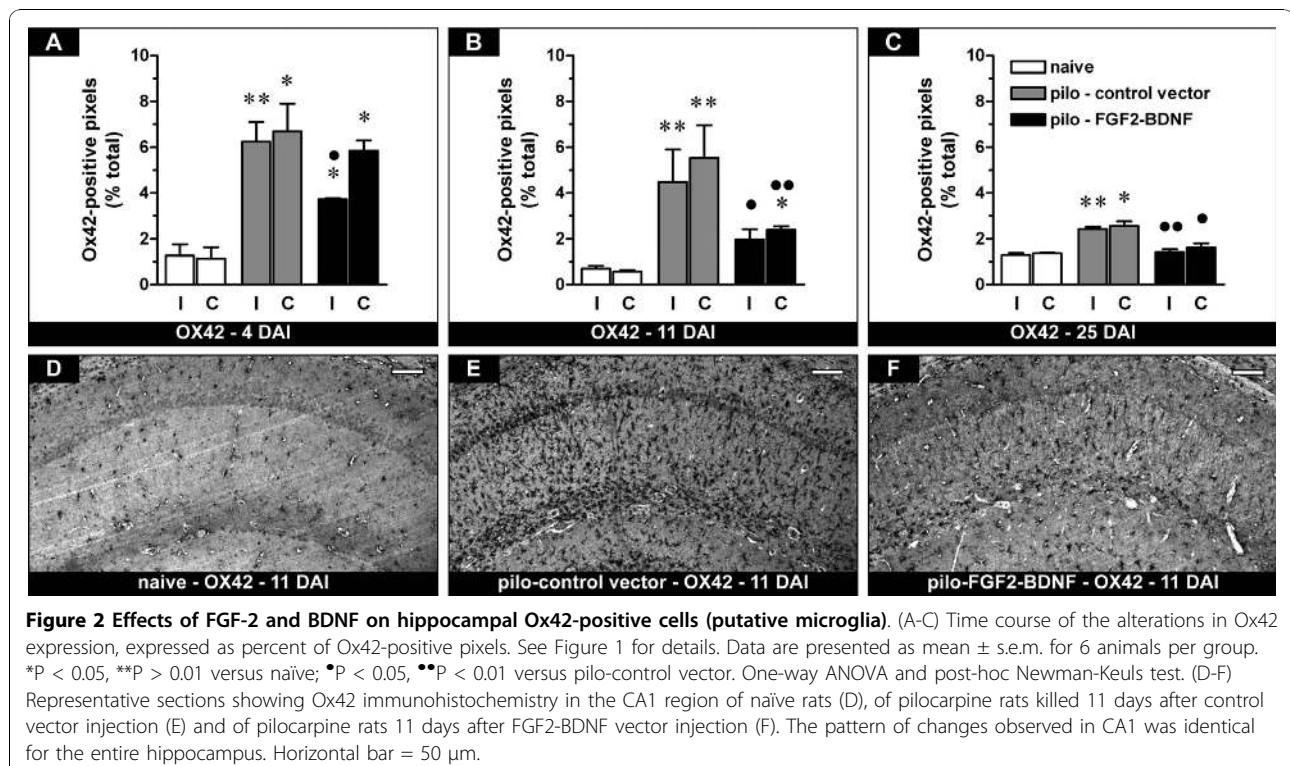 A
10
8
6
4
2
0
Ox42-positive pixels
(% total)
**
*
●
*
*
I C I C I C
OX42 - 4 DAI
B
10
8
6
4
2
0
Ox42-positive pixels
(% total)
**
**
●
●●
*
I C I C I C
OX42 - 11 DAI
C
10
8
6
4
2
0
Ox42-positive pixels
(% total)
naive
pilo - control vector
pilo - FGF2-BDNF
**
*
●●
●
I C I C I C
OX42 - 25 DAI
D
naive - OX42 - 11 DAI
E
pilo-control vector - OX42 - 11 DAI
F
pilo-FGF2-BDNF - OX42 - 11 DAI
Figure 2 Effects of FGF-2 and BDNF on hippocampal Ox42-positive cells (putative microglia). (A-C) Time course of the alterations in Ox42
expression, expressed as percent of Ox42-positive pixels. See Figure 1 for details. Data are presented as mean ± s.e.m. for 6 animals per group.
*P < 0.05, **P > 0.01 versus naïve; ●P < 0.05, ●●P < 0.01 versus pilo-control vector. One-way ANOVA and post-hoc Newman-Keuls test. (D-F)
Representative sections showing Ox42 immunohistochemistry in the CA1 region of naïve rats (D), of pilocarpine rats killed 11 days after control
vector injection (E) and of pilocarpine rats 11 days after FGF2-BDNF vector injection (F). The pattern of changes observed in CA1 was identical
for the entire hippocampus. Horizontal bar = 50 μm.